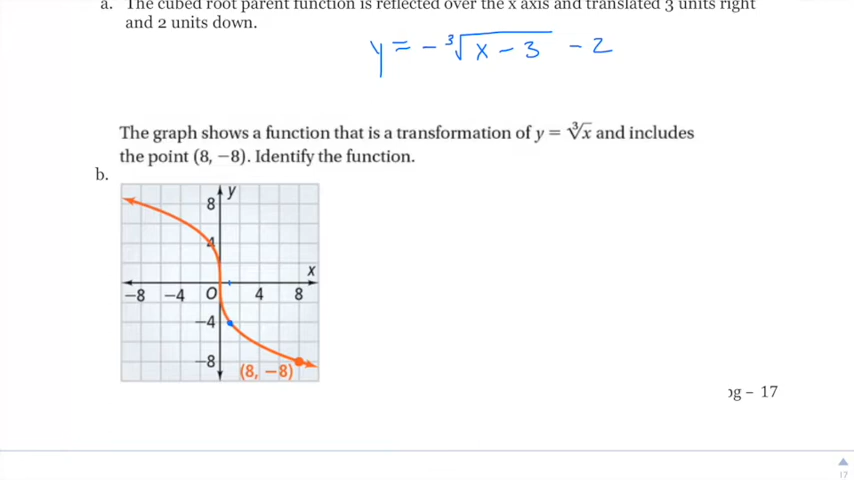 a. The cubed root parent function is reflected over the x axis and translated 3 units right
and 2 units down.
y = - ∛(x - 3) - 2
The graph shows a function that is a transformation of y = ∛x and includes
the point (8, −8). Identify the function.
b.
y
8
4
x
−8 −4 O 4 8
−4
−8
(8, −8)
pg – 17
17